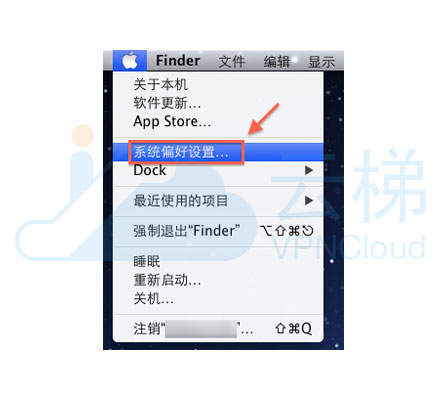 Finder 文件 编辑 显示
关于本机
软件更新...
App Store...
系统偏好设置...
Dock
最近使用的项目
强制退出“Finder” ⌥⇧⌘⎋
睡眠
重新启动...
关机...
注销“ ”... ⇧⌘Q
云梯
VPNCloud